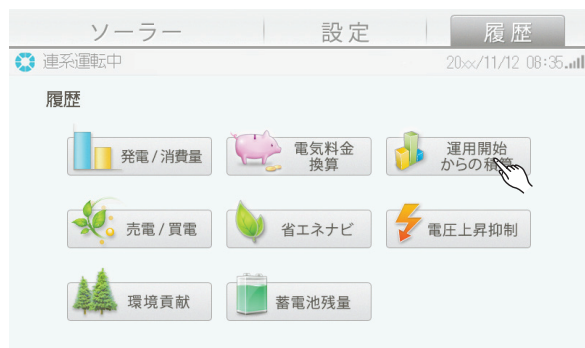 ソーラー 設定 履歴
連系運転中 20xx/11/12 08:35
履歴
発電/消費量 電気料金 運用開始
換算 からの積算
売電/買電 省エネナビ 電圧上昇抑制
環境貢献 蓄電池残量